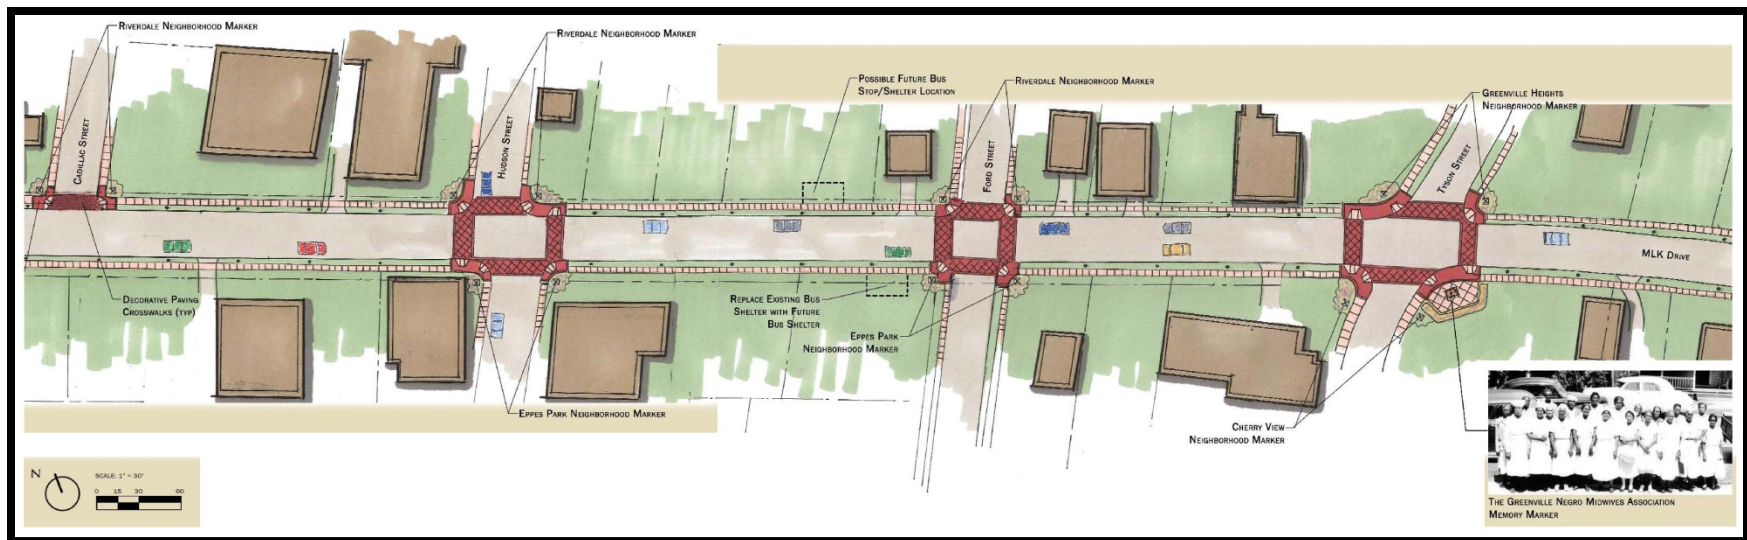 Riverdale Neighborhood Marker
Riverdale Neighborhood Marker
Possible Future Bus
Stop/Shelter Location
Riverdale Neighborhood Marker
Greenville Heights
Neighborhood Marker
Cadillac Street
Hudson Street
Ford Street
Tyson Street
MLK Drive
Decorative Paving
Crosswalks (typ)
Replace Existing Bus
Shelter with Future
Bus Shelter
Eppes Park
Neighborhood Marker
Eppes Park Neighborhood Marker
Cherry View
Neighborhood Marker
N
SCALE: 1" = 30'
0 15 30 60
The Greenville Negro Midwives Association
Memory Marker